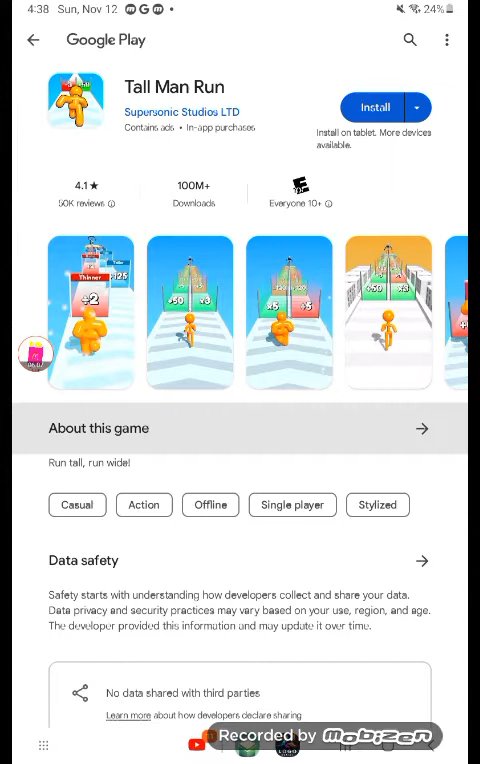 4:38 Sun, Nov 12
24%
Google Play
Tall Man Run
Supersonic Studios LTD
Contains ads • In-app purchases
Install
Install on tablet. More devices
available.
4.1★
50K reviews
100M+
Downloads
E
Everyone 10+
Thinner
+2
+50
x3
x5
÷5
+50
x3
06:07
About this game
Run tall, run wide!
Casual
Action
Offline
Single player
Stylized
Data safety
Safety starts with understanding how developers collect and share your data.
Data privacy and security practices may vary based on your use, region, and age.
The developer provided this information and may update it over time.
No data shared with third parties
Learn more about how developers declare sharing
Recorded by Mobizen